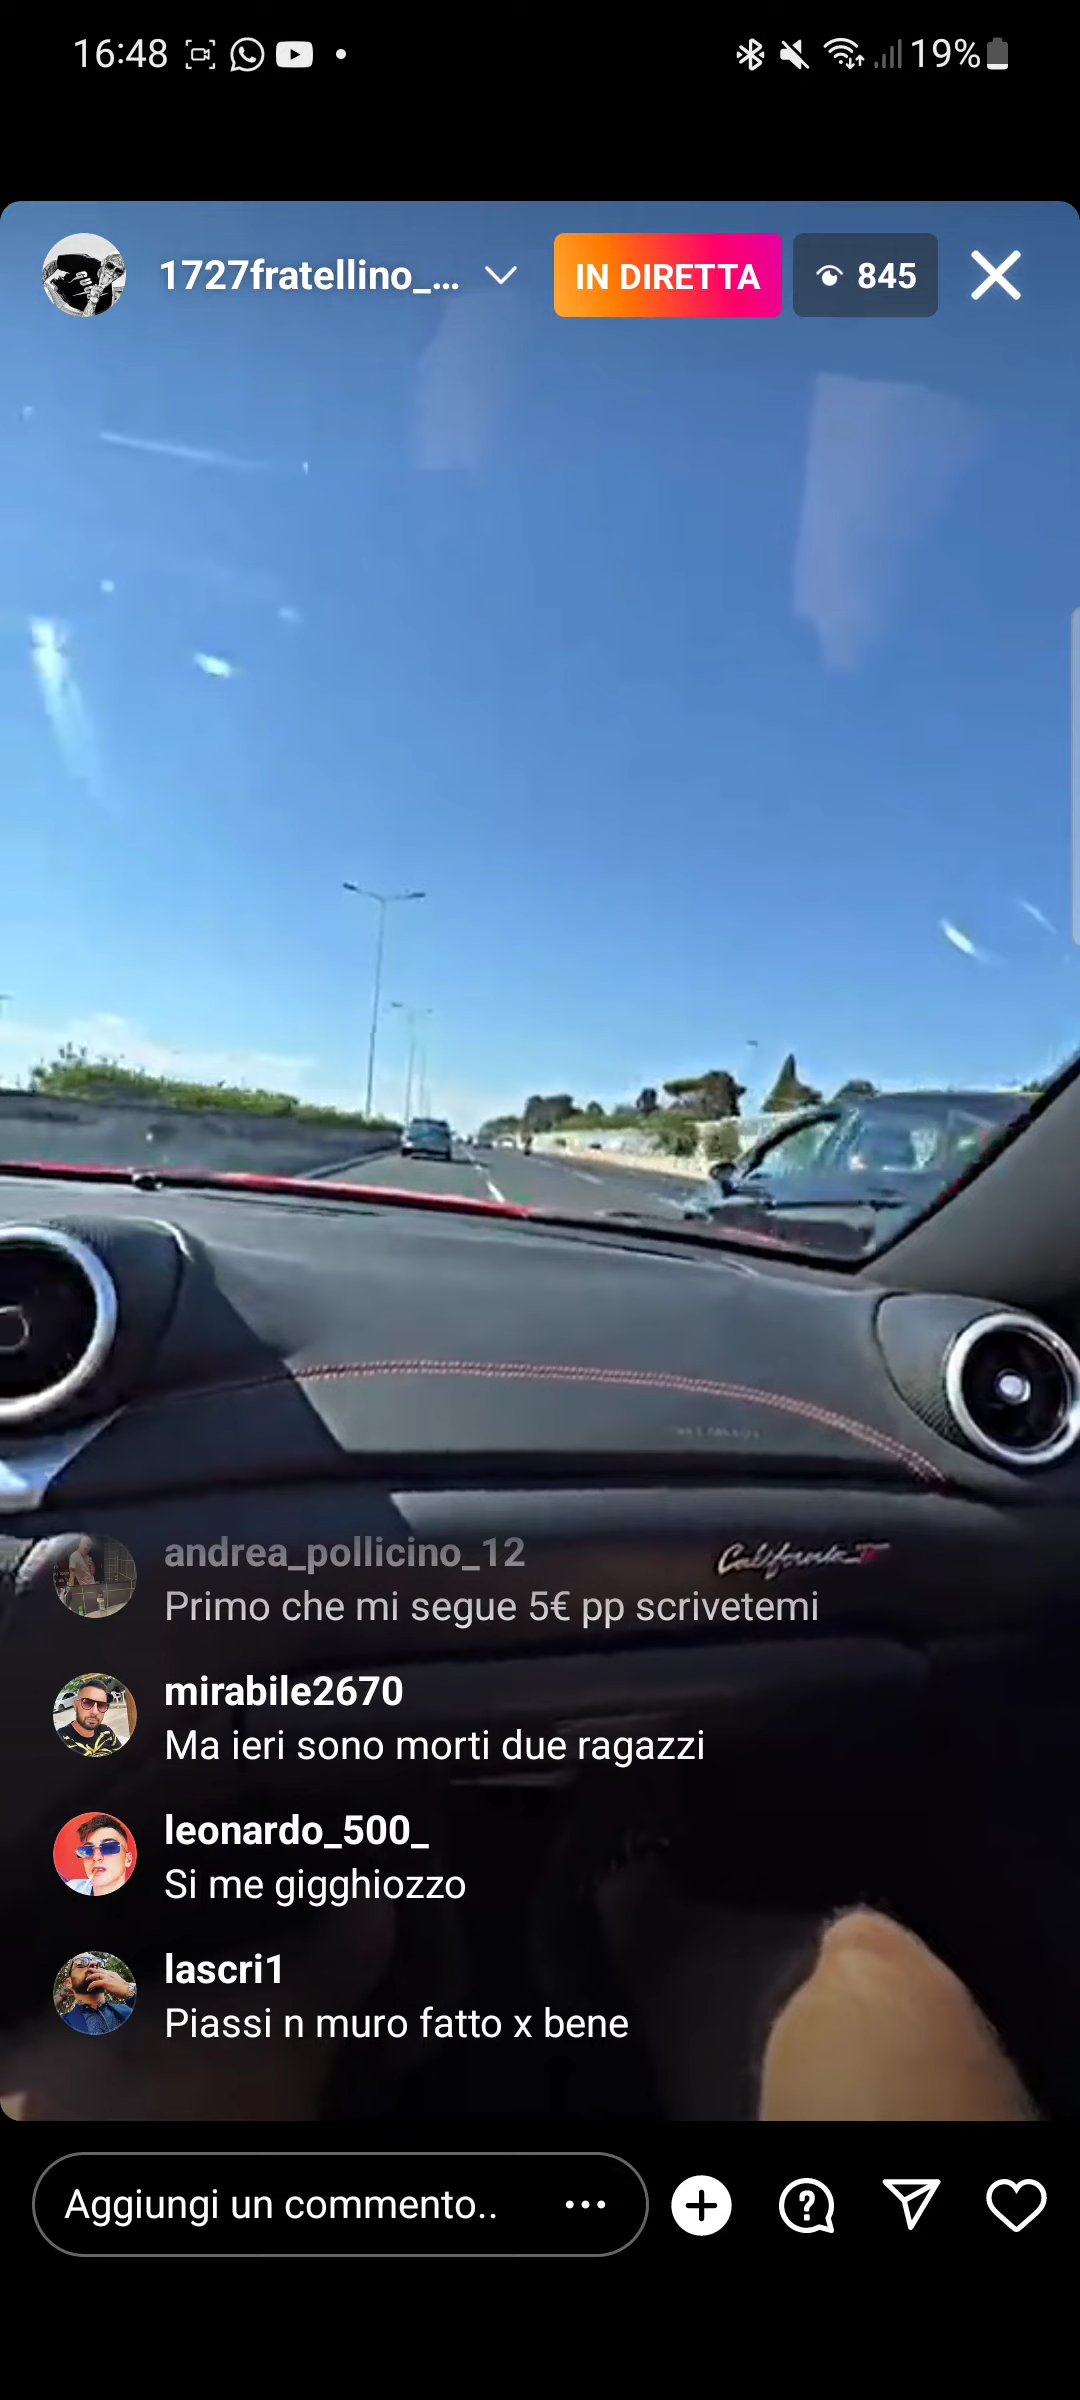 16:48
19%
1727fratellino_...
IN DIRETTA
845
California T
andrea_pollicino_12
Primo che mi segue 5€ pp scrivetemi
mirabile2670
Ma ieri sono morti due ragazzi
leonardo_500_
Si me gigghiozzo
lascri1
Piassi n muro fatto x bene
Aggiungi un commento..